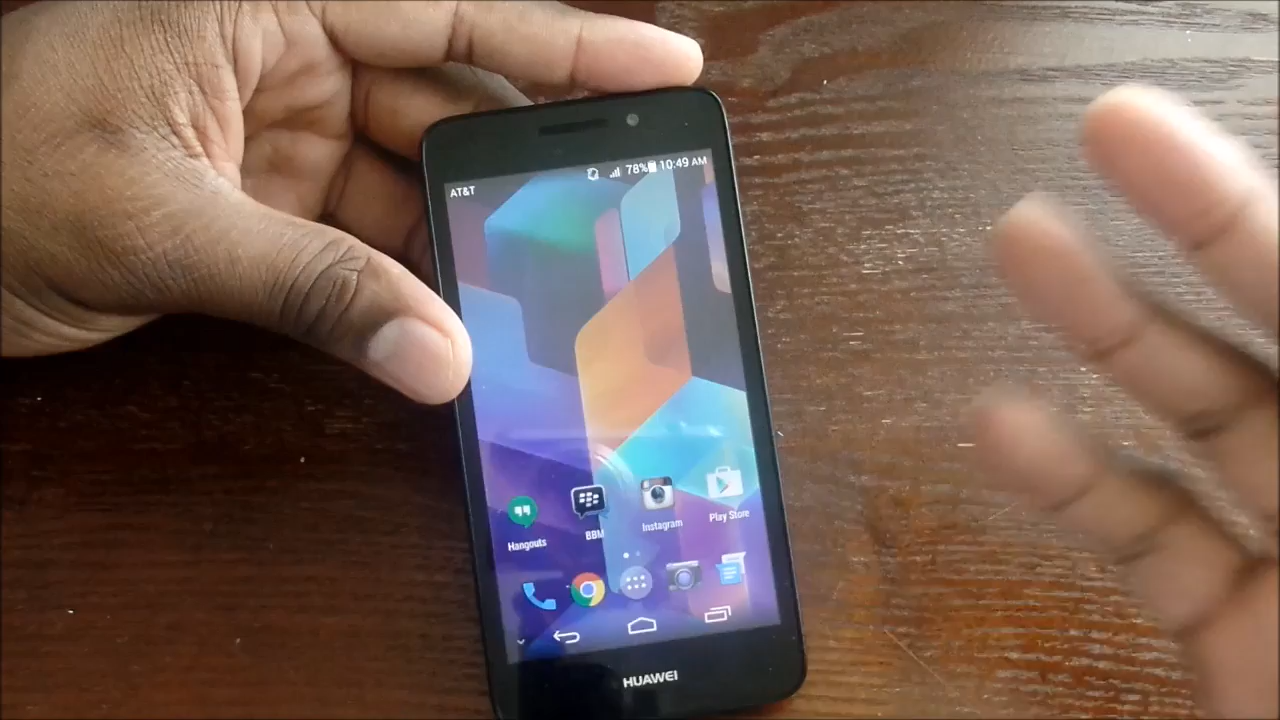 AT&T
78% 10:49 AM
Hangouts
BBM
Instagram
Play Store
HUAWEI